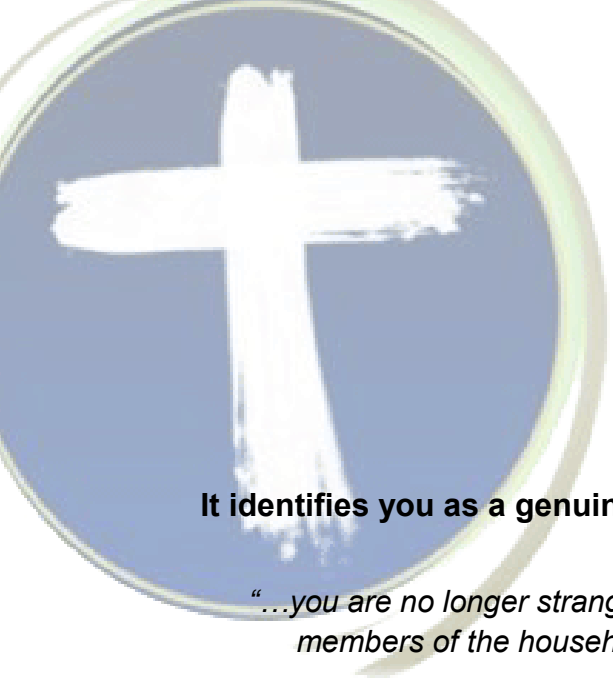 It identifies you as a genuin
“…you are no longer strang
members of the househ